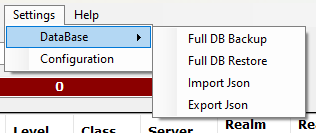 Settings Help
DataBase
Configuration
Full DB Backup
Full DB Restore
Import Json
Export Json
0
Level Class Server Realm Re